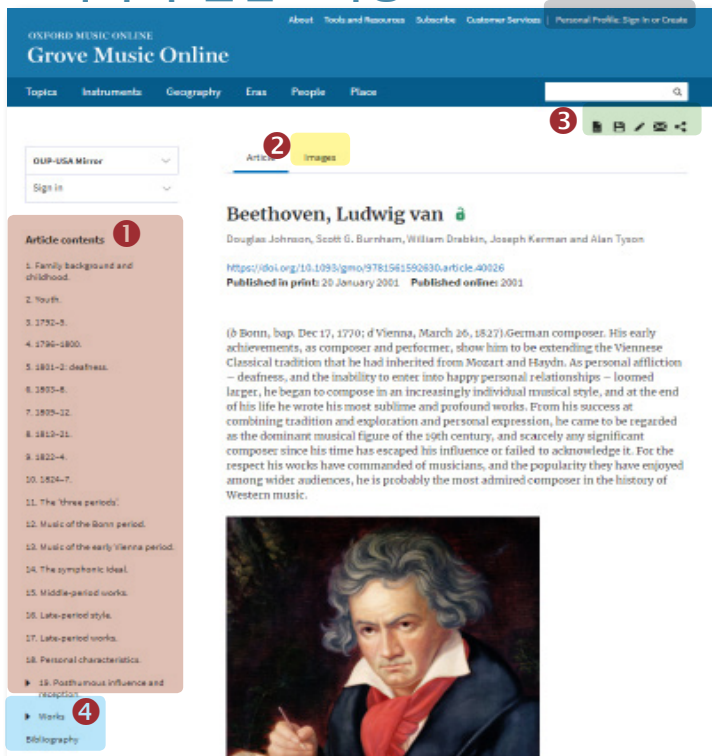 About Tools and Resources Subscribe Customer Services Personal Profile: Sign In or Create
OXFORD MUSIC ONLINE
Grove Music Online
Topics Instruments Geography Eras People Place
3
OUP-USA Mirror
Sign in
2
Article Images
1
Article contents
1. Family background and
childhood.
2. Youth.
3. 1792–5.
4. 1796–1800.
5. 1801–2: deafness.
6. 1803–8.
7. 1809–12.
8. 1813–21.
9. 1822–4.
10. 1824–7.
11. The 'three periods'.
12. Music of the Bonn period.
13. Music of the early Vienna period.
14. The symphonic ideal.
15. Middle-period works.
16. Late-period style.
17. Late-period works.
18. Personal characteristics.
19. Posthumous influence and
reception.
4
Works
Bibliography
Beethoven, Ludwig van
Douglas Johnson, Scott G. Burnham, William Drabkin, Joseph Kerman and Alan Tyson
https://doi.org/10.1093/gmo/9781561592630.article.40026
Published in print: 20 January 2001 Published online: 2001
(b Bonn, bap. Dec 17, 1770; d Vienna, March 26, 1827).German composer. His early
achievements, as composer and performer, show him to be extending the Viennese
Classical tradition that he had inherited from Mozart and Haydn. As personal affliction
– deafness, and the inability to enter into happy personal relationships – loomed
larger, he began to compose in an increasingly individual musical style, and at the end
of his life he wrote his most sublime and profound works. From his success at
combining tradition and exploration and personal expression, he came to be regarded
as the dominant musical figure of the 19th century, and scarcely any significant
composer since his time has escaped his influence or failed to acknowledge it. For the
respect his works have commanded of musicians, and the popularity they have enjoyed
among wider audiences, he is probably the most admired composer in the history of
Western music.